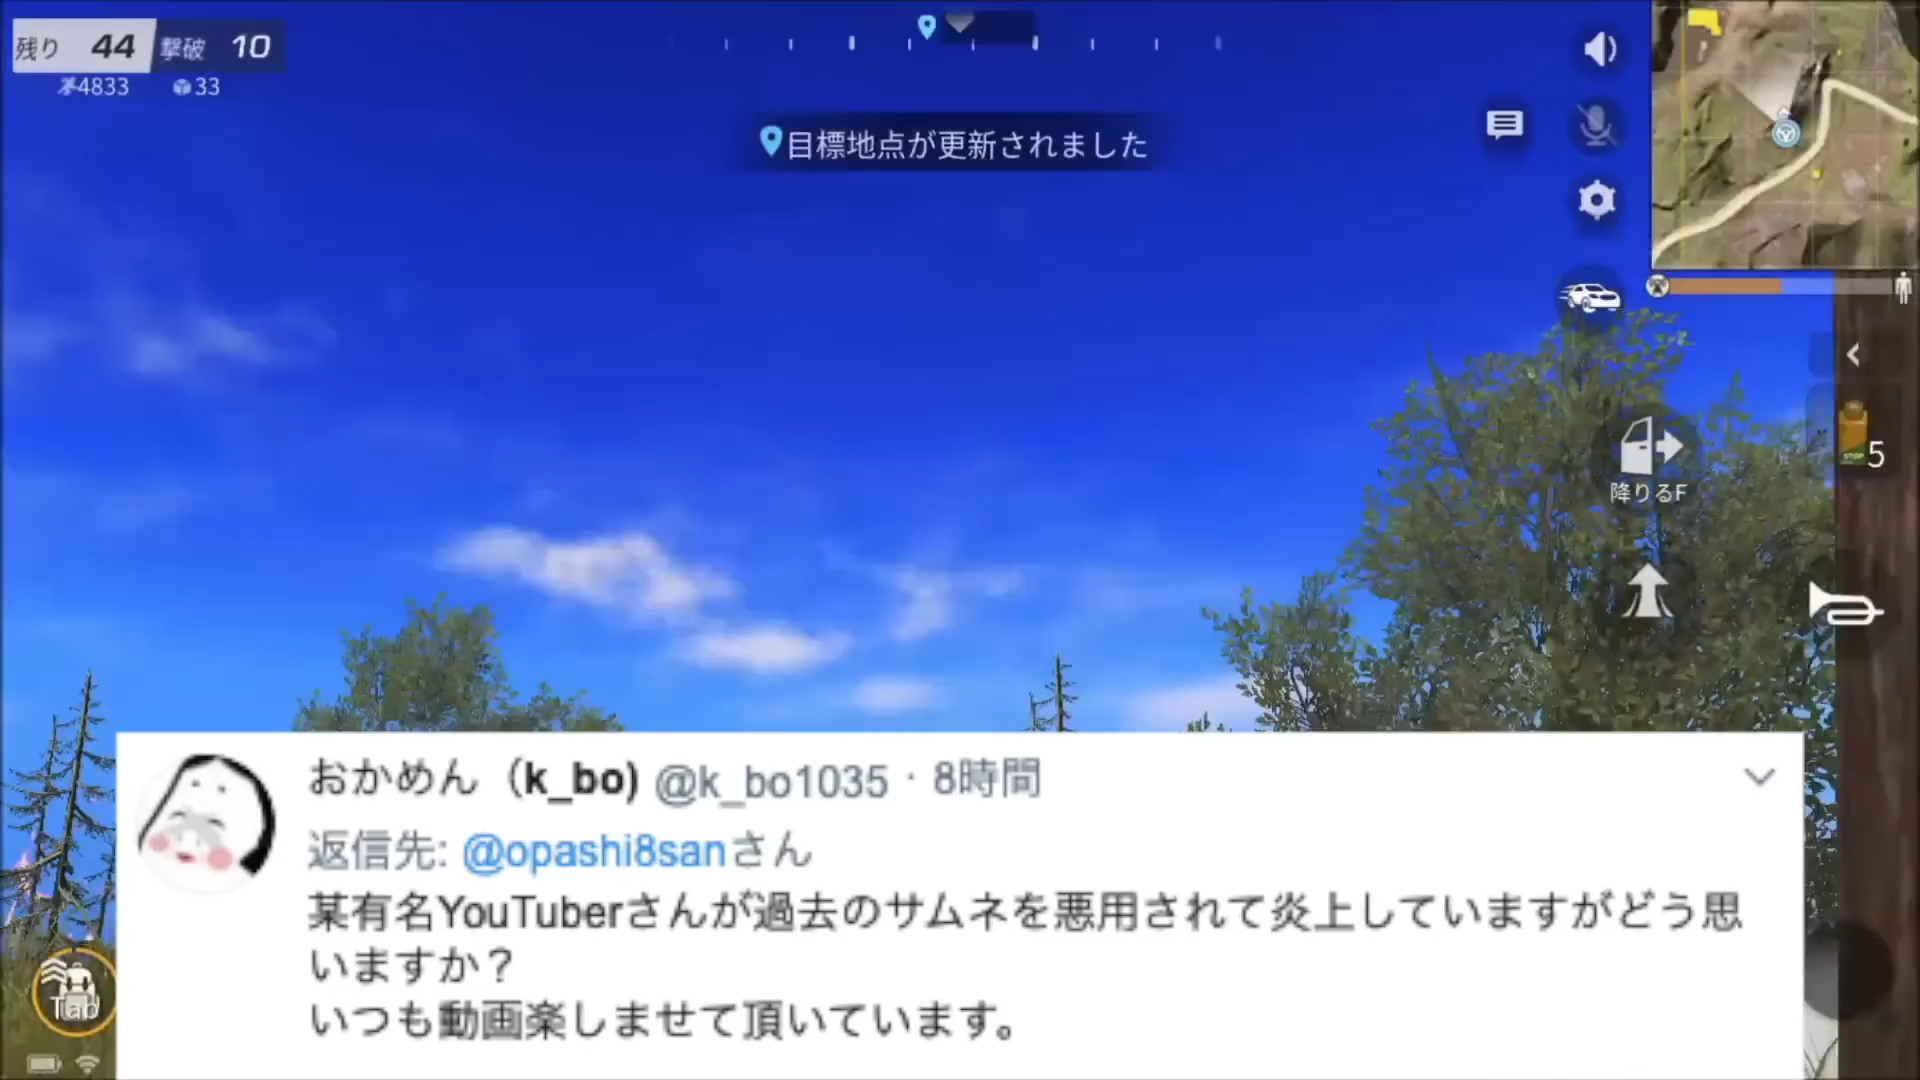 残り 44 撃破 10
4833 33
目標地点が更新されました
5
降りるF
おかめん（k_bo) @k_bo1035・8時間
返信先: @opashi8sanさん
某有名YouTuberさんが過去のサムネを悪用されて炎上していますがどう思
いますか？
いつも動画楽しませて頂いています。
Tab